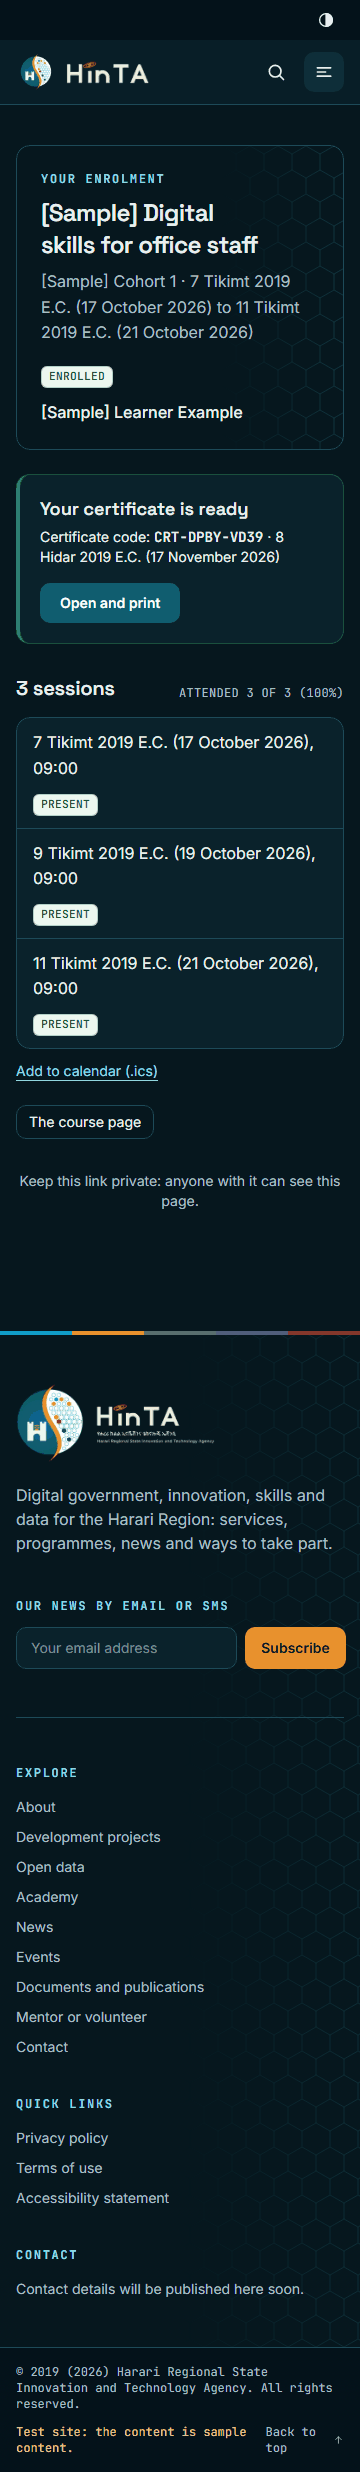 HinTA
YOUR ENROLMENT
[Sample] Digital
skills for office staff
[Sample] Cohort 1 · 7 Tikimt 2019
E.C. (17 October 2026) to 11 Tikimt
2019 E.C. (21 October 2026)
ENROLLED
[Sample] Learner Example
Your certificate is ready
Certificate code: CRT-DPBY-VD39 · 8
Hidar 2019 E.C. (17 November 2026)
Open and print
3 sessions
ATTENDED 3 OF 3 (100%)
7 Tikimt 2019 E.C. (17 October 2026),
09:00
PRESENT
9 Tikimt 2019 E.C. (19 October 2026),
09:00
PRESENT
11 Tikimt 2019 E.C. (21 October 2026),
09:00
PRESENT
Add to calendar (.ics)
The course page
Keep this link private: anyone with it can see this
page.
HinTA
Harari Regional State Innovation and Technology Agency
Digital government, innovation, skills and
data for the Harari Region: services,
programmes, news and ways to take part.
OUR NEWS BY EMAIL OR SMS
Your email address
Subscribe
EXPLORE
About
Development projects
Open data
Academy
News
Events
Documents and publications
Mentor or volunteer
Contact
QUICK LINKS
Privacy policy
Terms of use
Accessibility statement
CONTACT
Contact details will be published here soon.
© 2019 (2026) Harari Regional State
Innovation and Technology Agency. All rights
reserved.
Test site: the content is sample
content.
Back to
top ↑